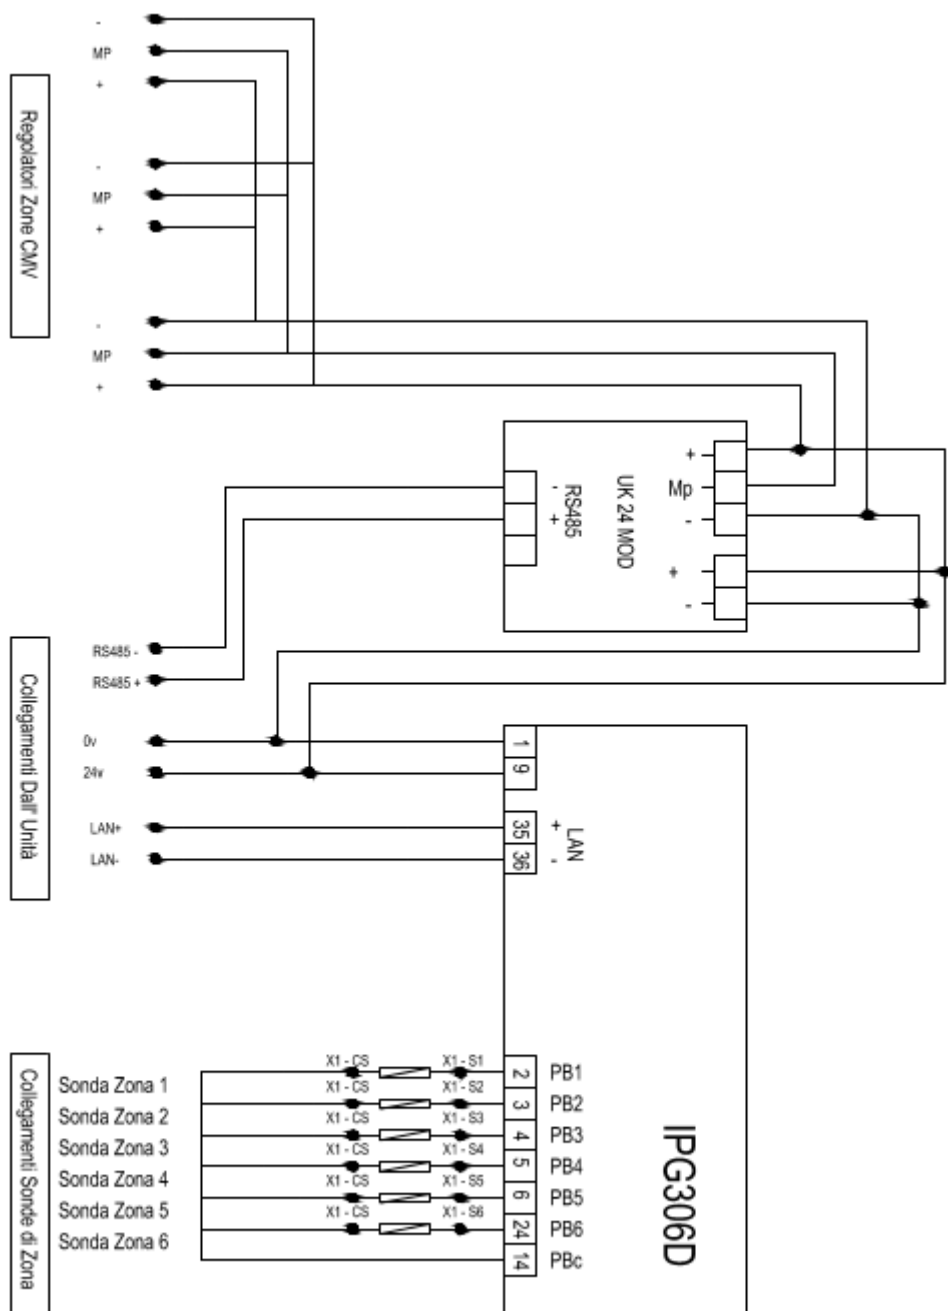 -
MP
+
Regolatori Zone CMV
-
MP
+
-
MP
+
UK 24 MOD
+
Mp
-
+
-
RS485
-
+
Collegamenti Dall' Unità
RS485 -
RS485 +
0v
24v
LAN+
LAN-
1
9
35 +
36 -
LAN
IPG306D
Collegamenti Sonde di Zona
X1 - CS X1 - S1 2 PB1
Sonda Zona 1
X1 - CS X1 - S2 3 PB2
Sonda Zona 2
X1 - CS X1 - S3 4 PB3
Sonda Zona 3
X1 - CS X1 - S4 5 PB4
Sonda Zona 4
X1 - CS X1 - S5 6 PB5
Sonda Zona 5
X1 - CS X1 - S6 24 PB6
Sonda Zona 6
14 PBc